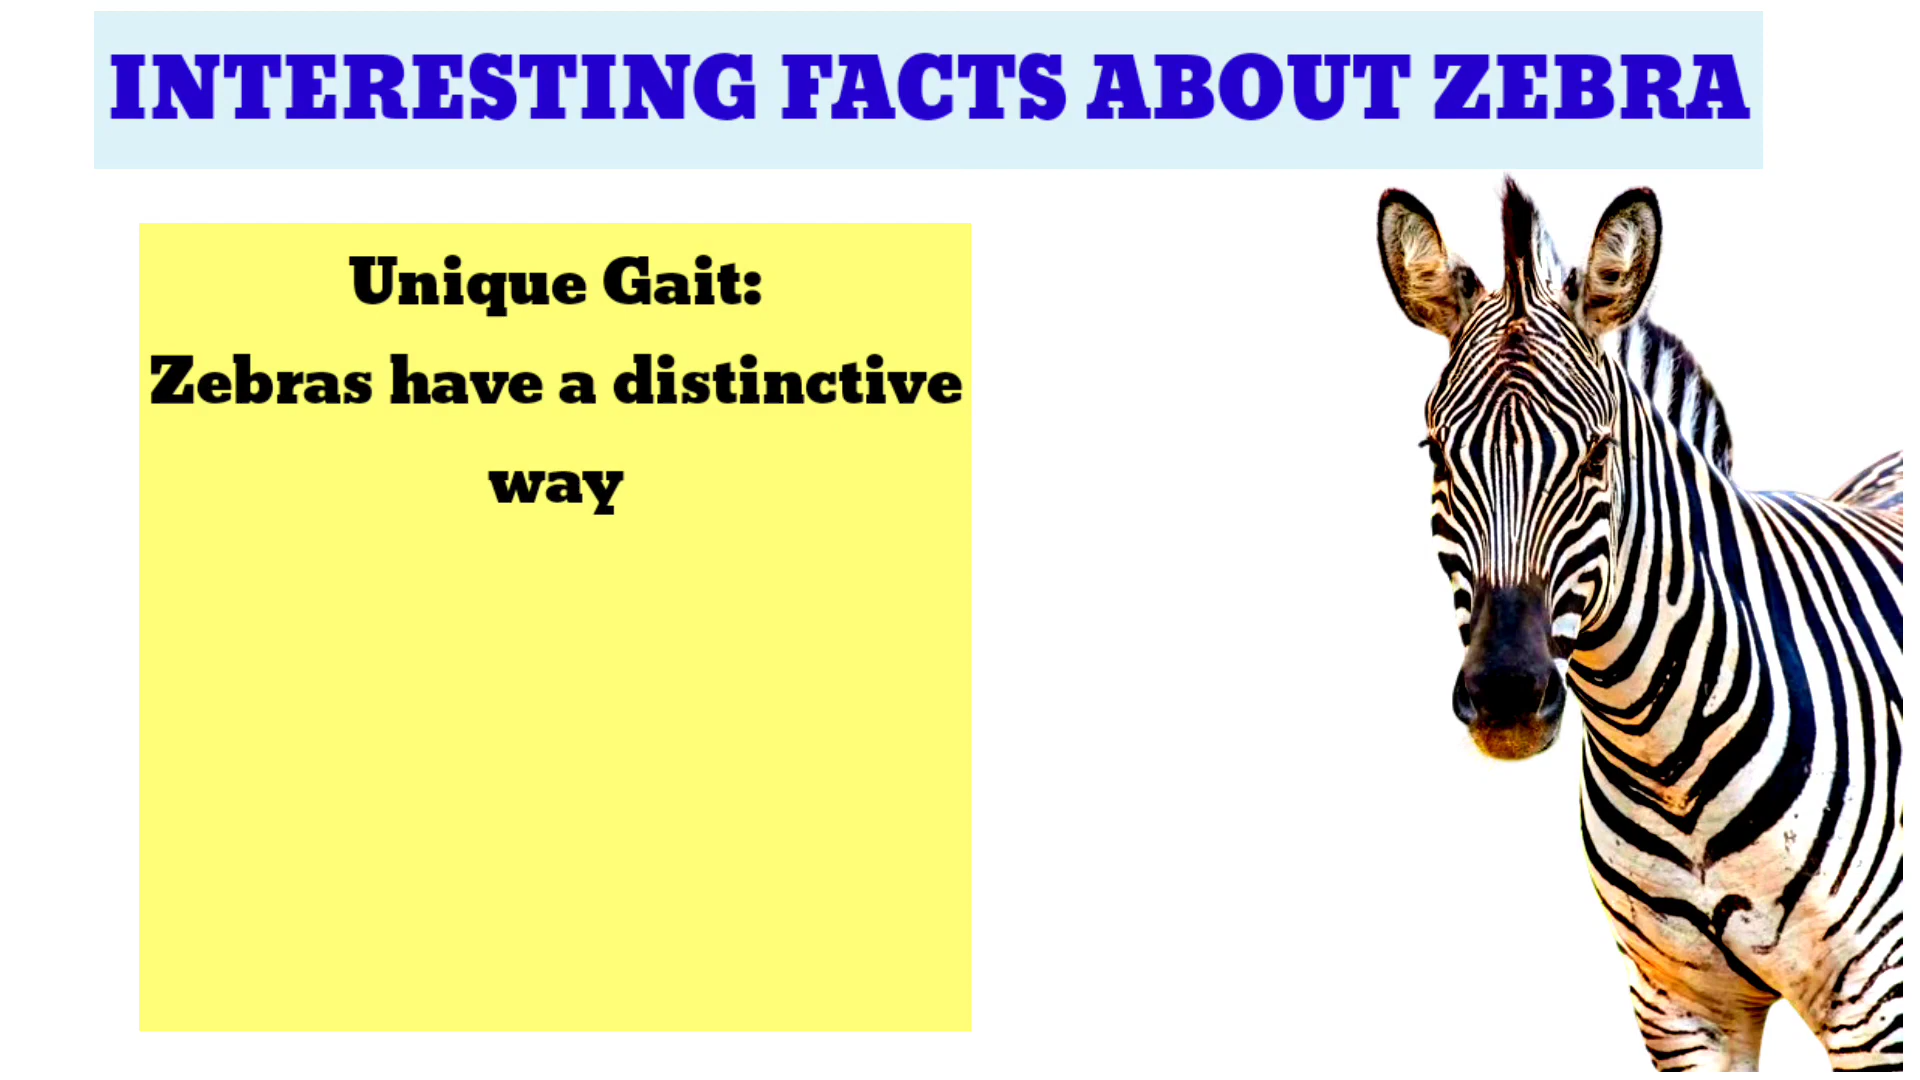 INTERESTING FACTS ABOUT ZEBRA
Unique Gait:
Zebras have a distinctive
way